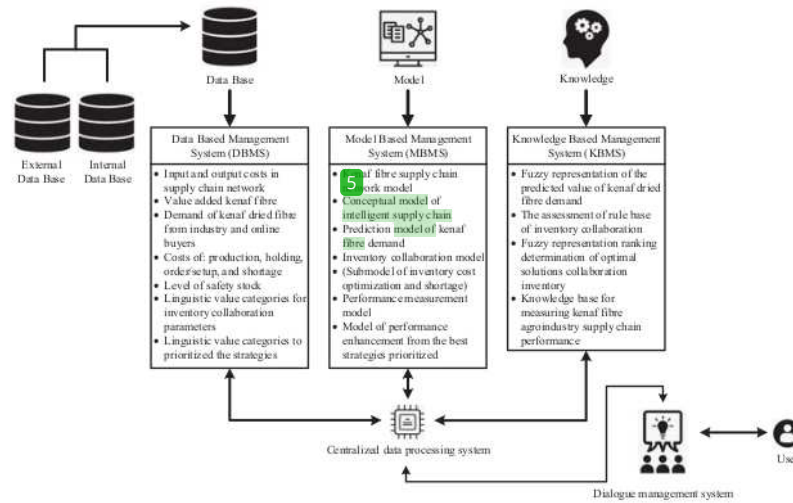 Data Base
Model
Knowledge
External
Data Base
Internal
Data Base
Data Based Management
System (DBMS)
• Input and output costs in
supply chain network
• Value added kenaf fibre
• Demand of kenaf dried fibre
from industry and online
buyers
• Costs of: production, holding,
order/setup, and shortage
• Level of safety stock
• Linguistic value categories for
inventory collaboration
parameters
• Linguistic value categories to
prioritized the strategies
Model Based Management
System (MBMS)
5
• fibre supply chain
model
• Conceptual model of
intelligent supply chain
• Prediction model of kenaf
fibre demand
• Inventory collaboration model
• (Submodel of inventory cost
optimization and shortage)
• Performance measurement
model
• Model of performance
enhancement from the best
strategies prioritized
Knowledge Based Management
System (KBMS)
• Fuzzy representation of the
predicted value of kenaf dried
fibre demand
• The assessment of rule base
of inventory collaboration
• Fuzzy representation ranking
determination of optimal
solutions collaboration
inventory
• Knowledge base for
measuring kenaf fibre
agroindustry supply chain
performance
Centralized data processing system
Dialogue management system